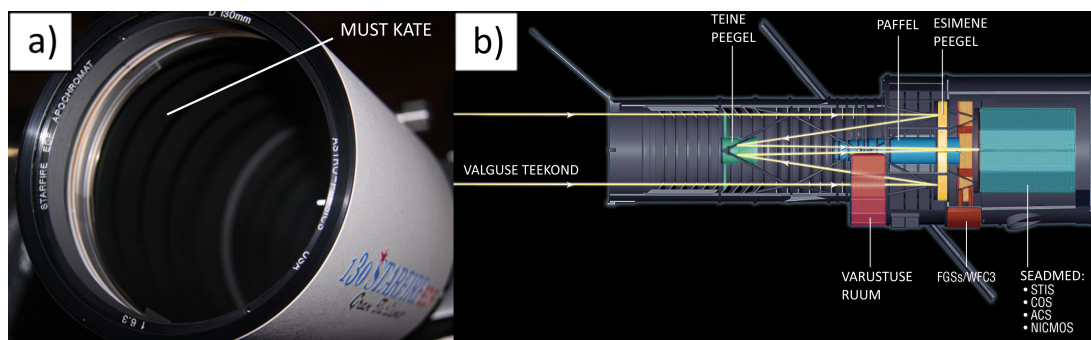 a)
MUST KATE
D 130mm
STARFIRE EDF APOCHROMAT
f 6.3
130 STARFIRE
b)
TEINE
PEEGEL
PAFFEL
ESIMENE
PEEGEL
VALGUSE TEEKOND
VARUSTUSE
RUUM
FGSs/WFC3
SEADMED:
• STIS
• COS
• ACS
• NICMOS